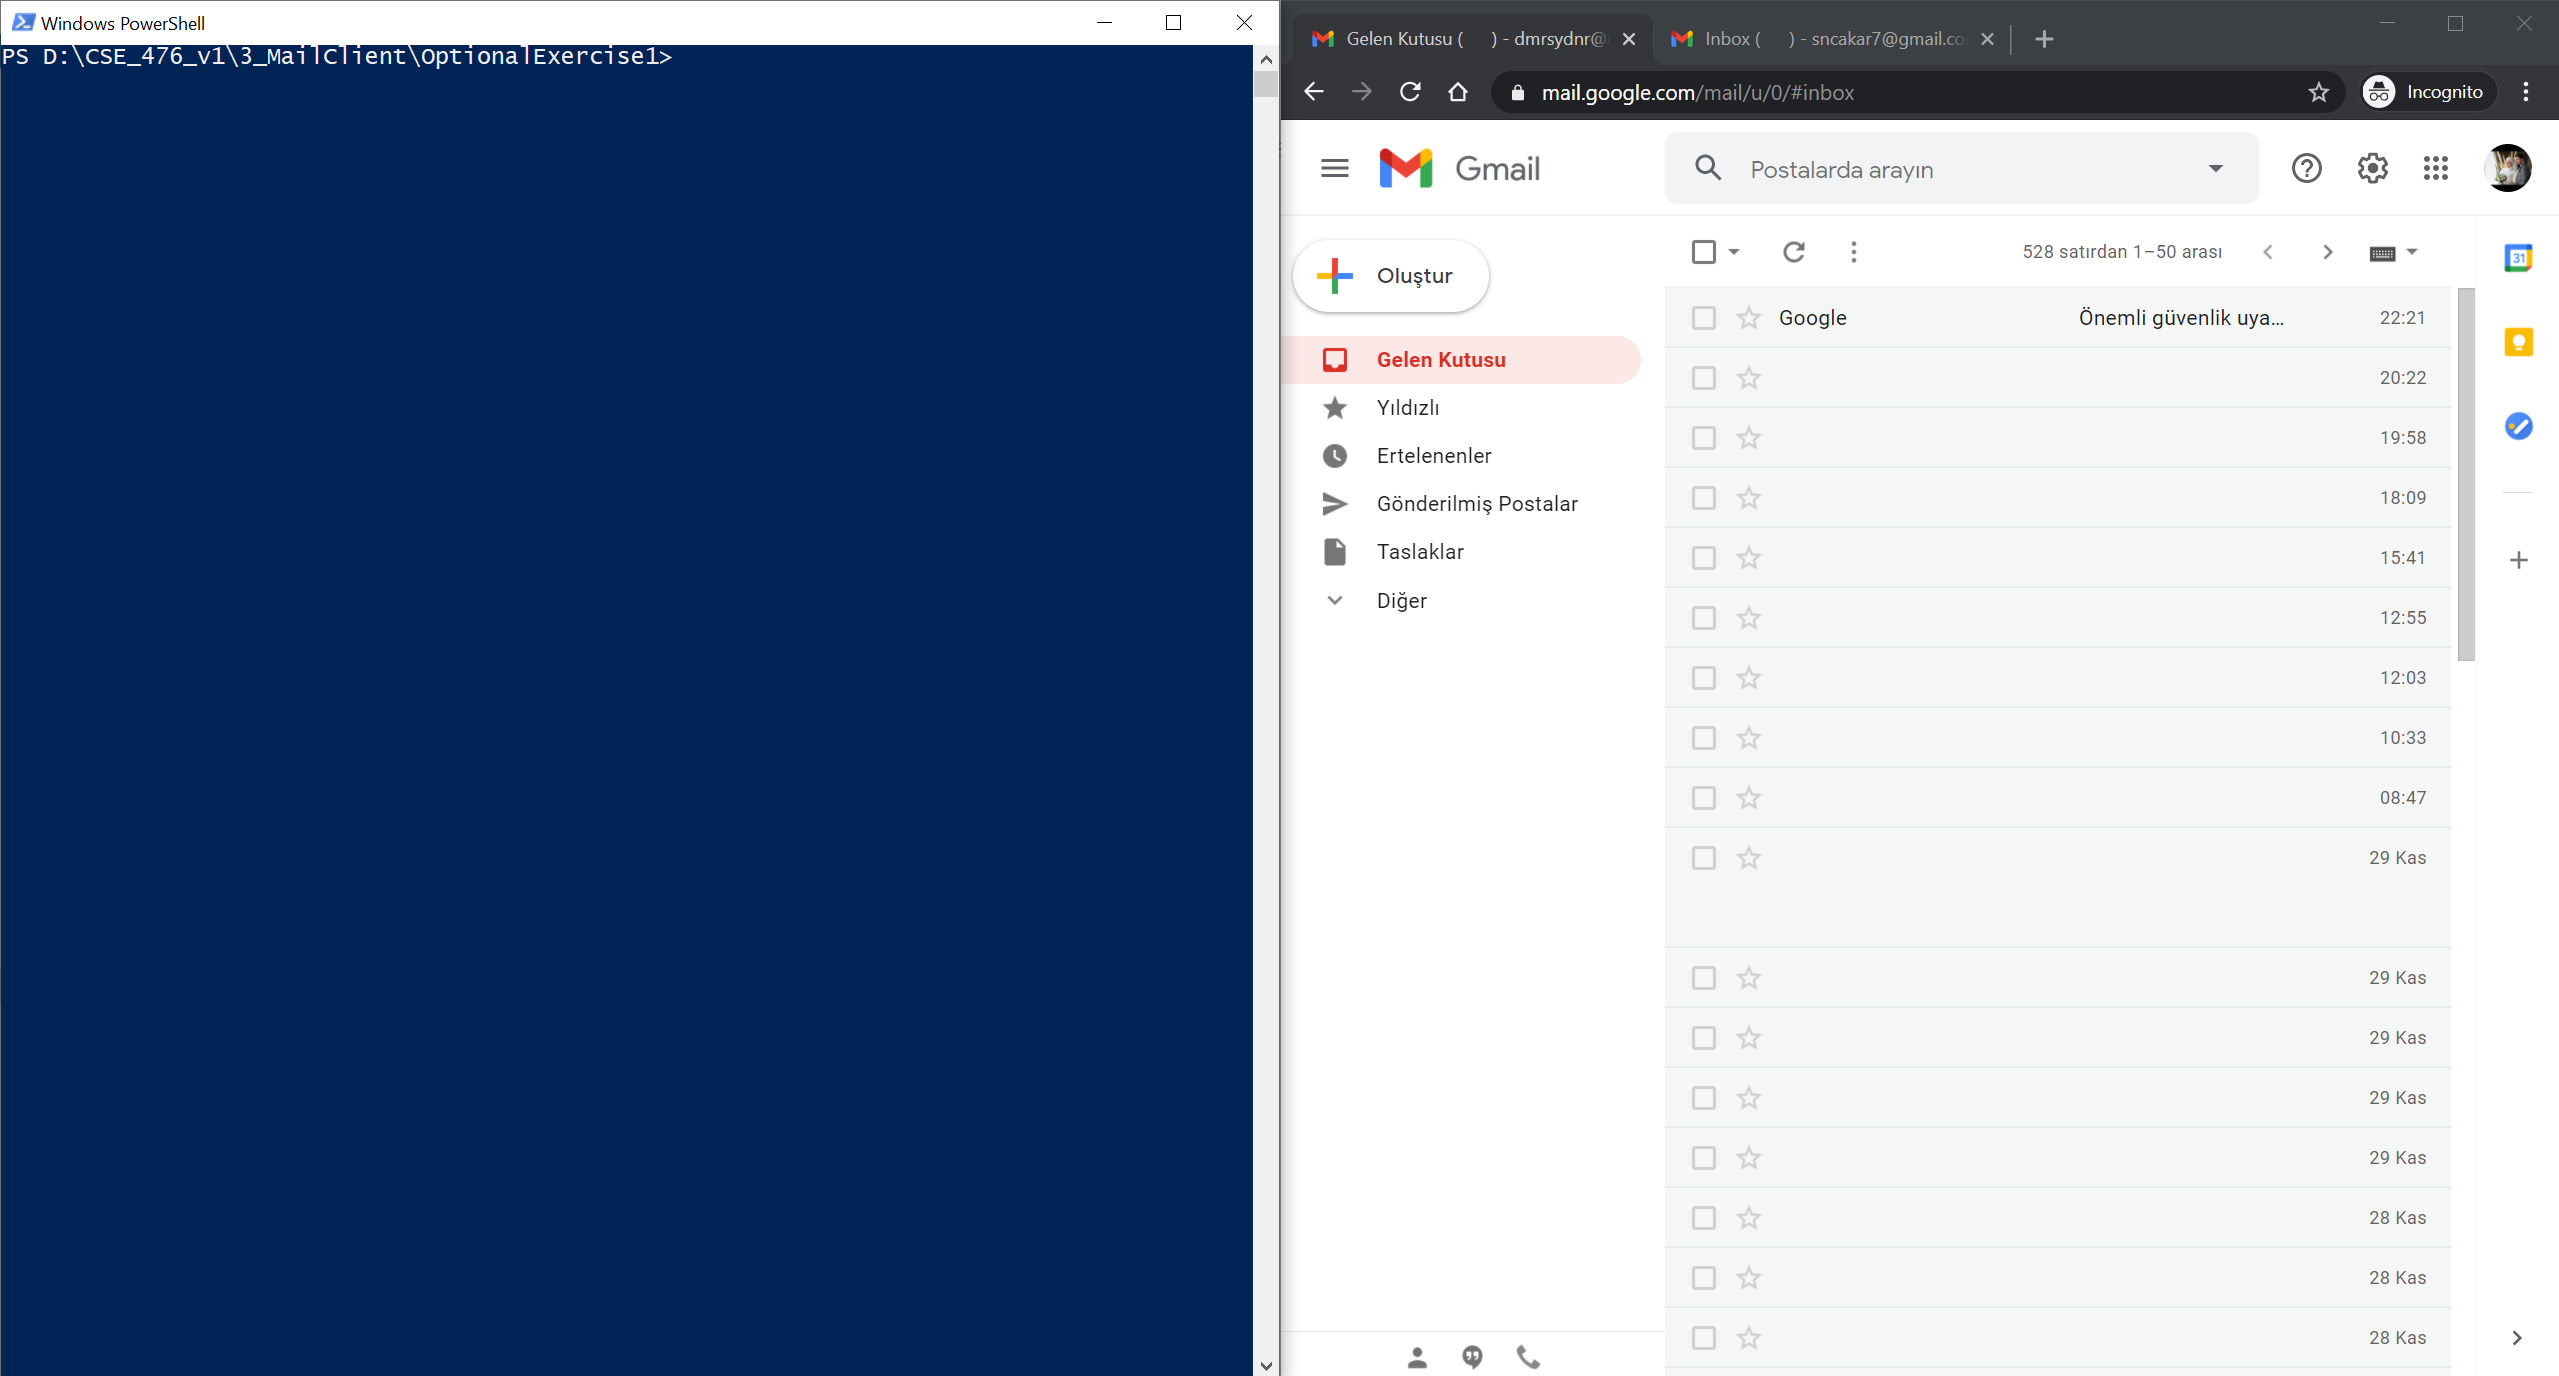 Windows PowerShell
PS D:\CSE_476_v1\3_MailClient\OptionalExercise1>
Gelen Kutusu ( ) - dmrsydnr@
Inbox ( ) - sncakar7@gmail.co
mail.google.com/mail/u/0/#inbox
Incognito
Gmail
Postalarda arayın
Oluştur
528 satırdan 1–50 arası
31
Gelen Kutusu
Yıldızlı
Ertelenenler
Gönderilmiş Postalar
Taslaklar
Diğer
Google Önemli güvenlik uya... 22:21
20:22
19:58
18:09
15:41
12:55
12:03
10:33
08:47
29 Kas
29 Kas
29 Kas
29 Kas
29 Kas
28 Kas
28 Kas
28 Kas